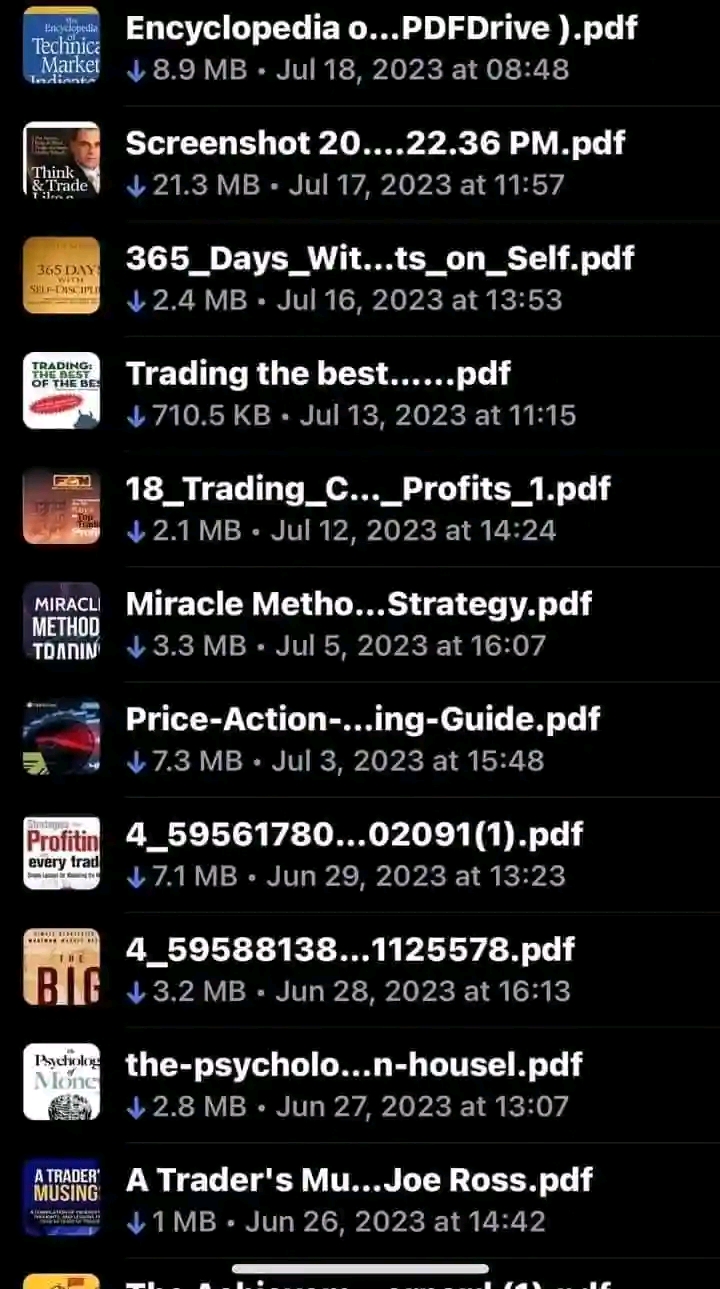 the Encyclopedia
of
Technica
Market
Indicato
Encyclopedia o...PDFDrive ).pdf
8.9 MB • Jul 18, 2023 at 08:48
Think
& Trade
Like a
Screenshot 20....22.36 PM.pdf
21.3 MB • Jul 17, 2023 at 11:57
365 DAYS
WITH
SELF-DISCIPLI
365_Days_Wit...ts_on_Self.pdf
2.4 MB • Jul 16, 2023 at 13:53
TRADING:
THE BEST
OF THE BES
Trading the best......pdf
710.5 KB • Jul 13, 2023 at 11:15
18_Trading_C..._Profits_1.pdf
2.1 MB • Jul 12, 2023 at 14:24
MIRACL
METHOD
TRADIN
Miracle Metho...Strategy.pdf
3.3 MB • Jul 5, 2023 at 16:07
Price-Action-...ing-Guide.pdf
7.3 MB • Jul 3, 2023 at 15:48
Strategies
Profitin
every trad
4_59561780...02091(1).pdf
7.1 MB • Jun 29, 2023 at 13:23
THE
BIG
4_59588138...1125578.pdf
3.2 MB • Jun 28, 2023 at 16:13
The
Psycholog
of
Money
the-psycholo...n-housel.pdf
2.8 MB • Jun 27, 2023 at 13:07
A TRADER'
MUSING
A Trader's Mu...Joe Ross.pdf
1 MB • Jun 26, 2023 at 14:42